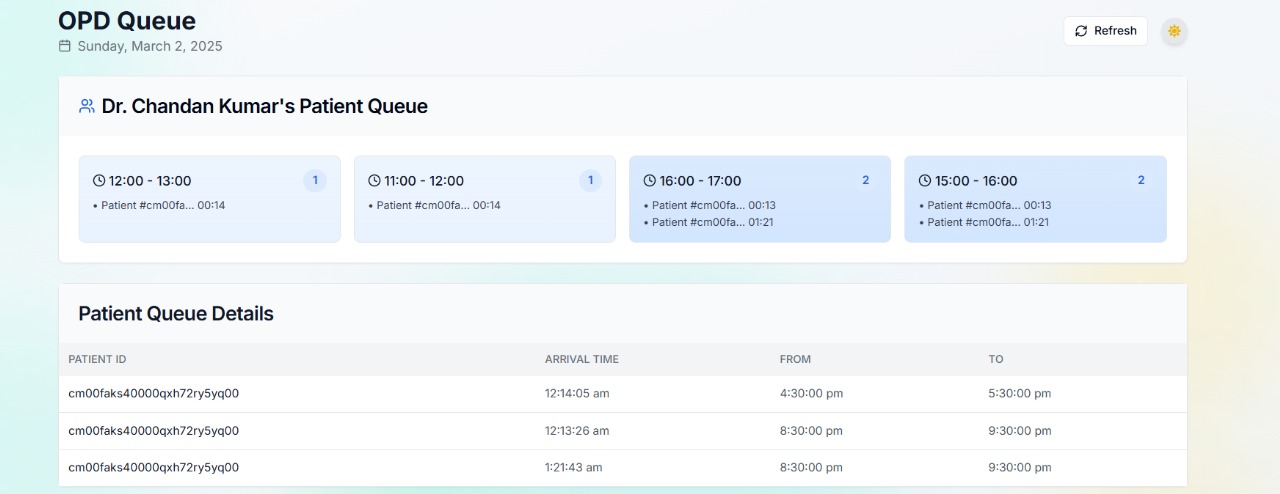 OPD Queue
Sunday, March 2, 2025
Refresh
Dr. Chandan Kumar's Patient Queue
12:00 - 13:00 1
• Patient #cm00fa... 00:14
11:00 - 12:00 1
• Patient #cm00fa... 00:14
16:00 - 17:00 2
• Patient #cm00fa... 00:13
• Patient #cm00fa... 01:21
15:00 - 16:00 2
• Patient #cm00fa... 00:13
• Patient #cm00fa... 01:21
Patient Queue Details
PATIENT ID ARRIVAL TIME FROM TO
cm00faks40000qxh72ry5yq00 12:14:05 am 4:30:00 pm 5:30:00 pm
cm00faks40000qxh72ry5yq00 12:13:26 am 8:30:00 pm 9:30:00 pm
cm00faks40000qxh72ry5yq00 1:21:43 am 8:30:00 pm 9:30:00 pm